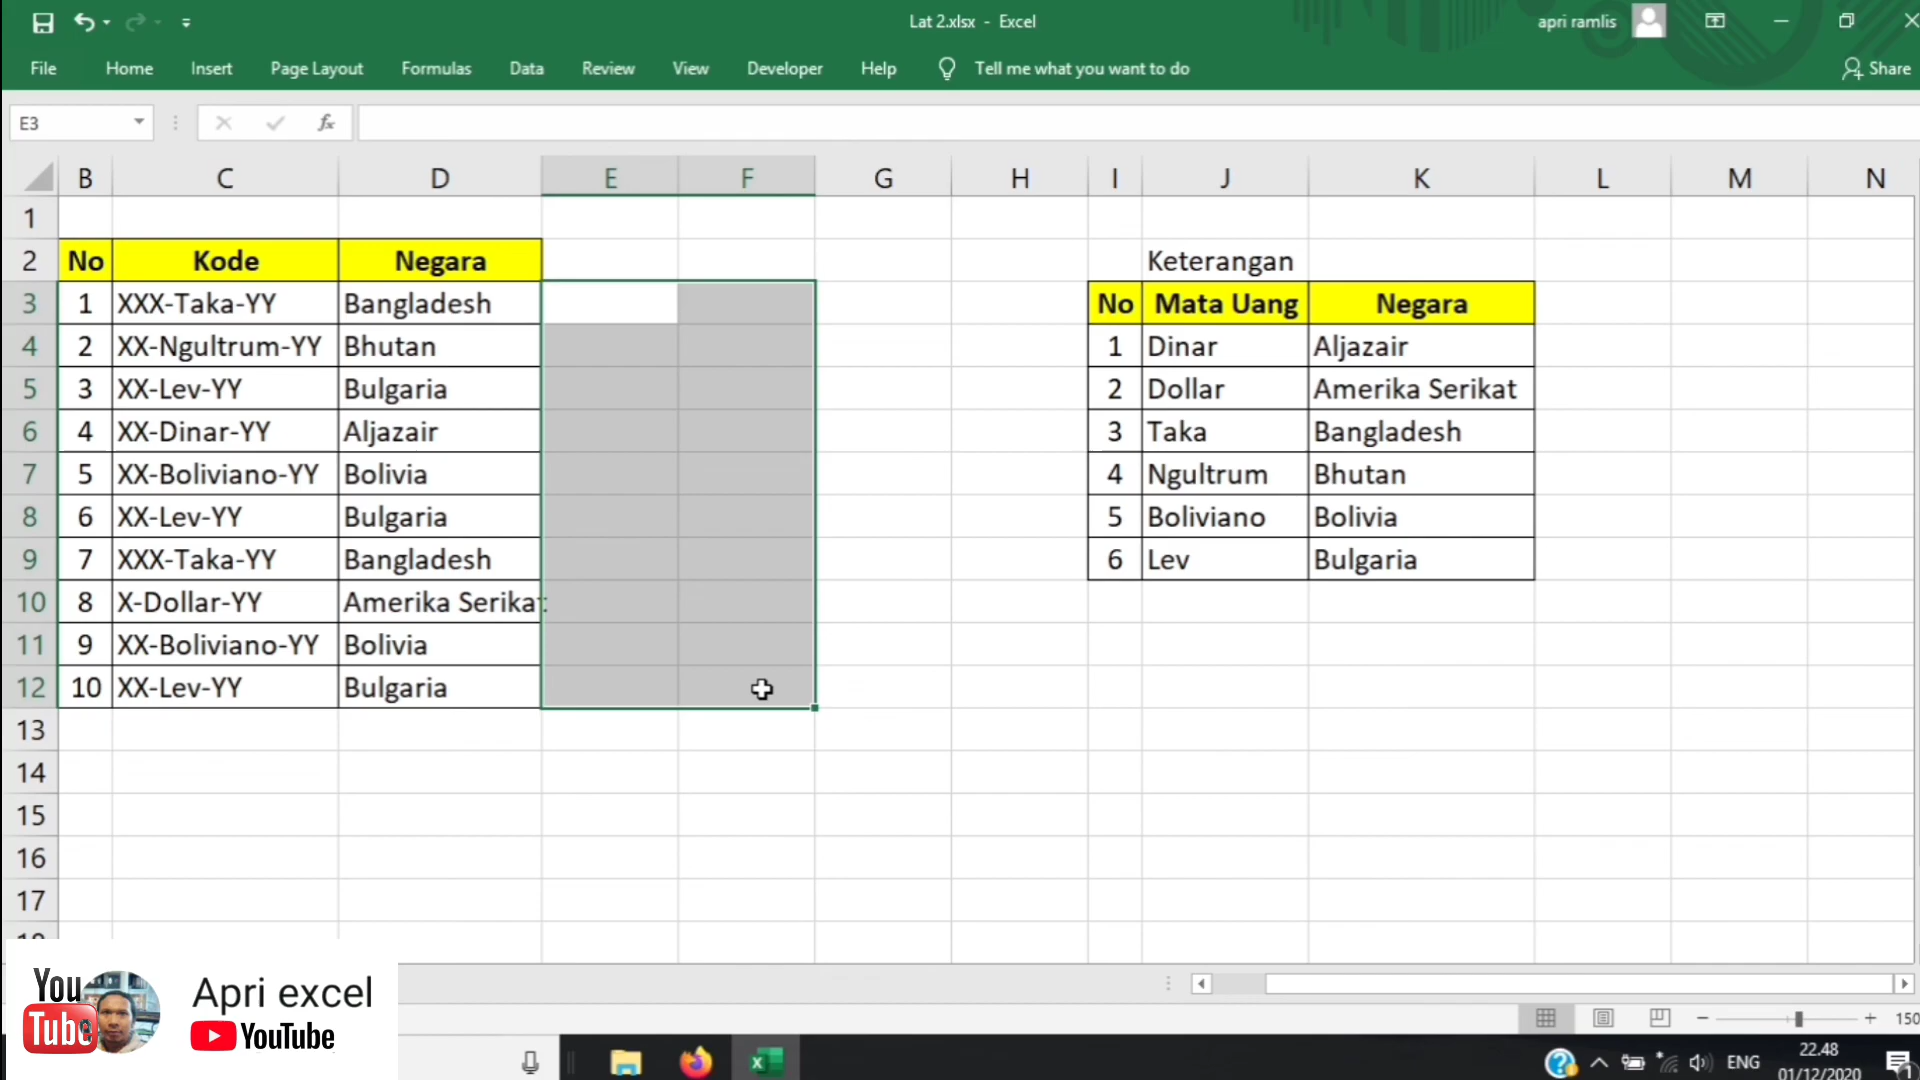 Lat 2.xlsx - Excel
apri ramlis
File Home Insert Page Layout Formulas Data Review View Developer Help Tell me what you want to do Share
E3 fx
B C D E F G H I J K L M N
1
2 No Kode Negara Keterangan
3 1 XXX-Taka-YY Bangladesh No Mata Uang Negara
4 2 XX-Ngultrum-YY Bhutan 1 Dinar Aljazair
5 3 XX-Lev-YY Bulgaria 2 Dollar Amerika Serikat
6 4 XX-Dinar-YY Aljazair 3 Taka Bangladesh
7 5 XX-Boliviano-YY Bolivia 4 Ngultrum Bhutan
8 6 XX-Lev-YY Bulgaria 5 Boliviano Bolivia
9 7 XXX-Taka-YY Bangladesh 6 Lev Bulgaria
10 8 X-Dollar-YY Amerika Serikat
11 9 XX-Boliviano-YY Bolivia
12 10 XX-Lev-YY Bulgaria
13
14
15
16
17
You Tube
Apri excel
YouTube
150
ENG
22.48
01/12/2020
1